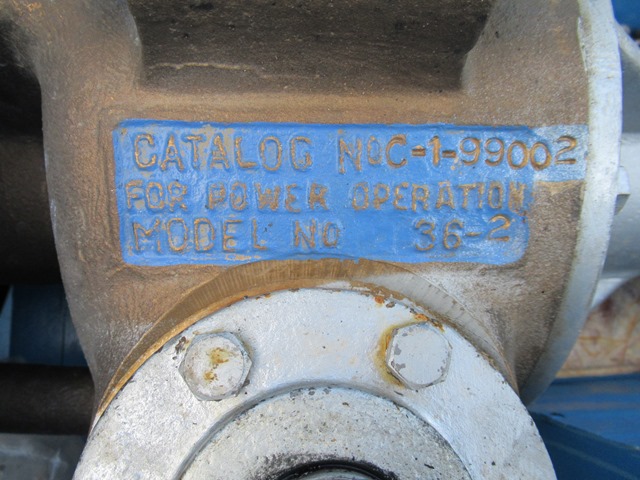 CATALOG NO C-1-99002
FOR POWER OPERATION
MODEL NO 36-2